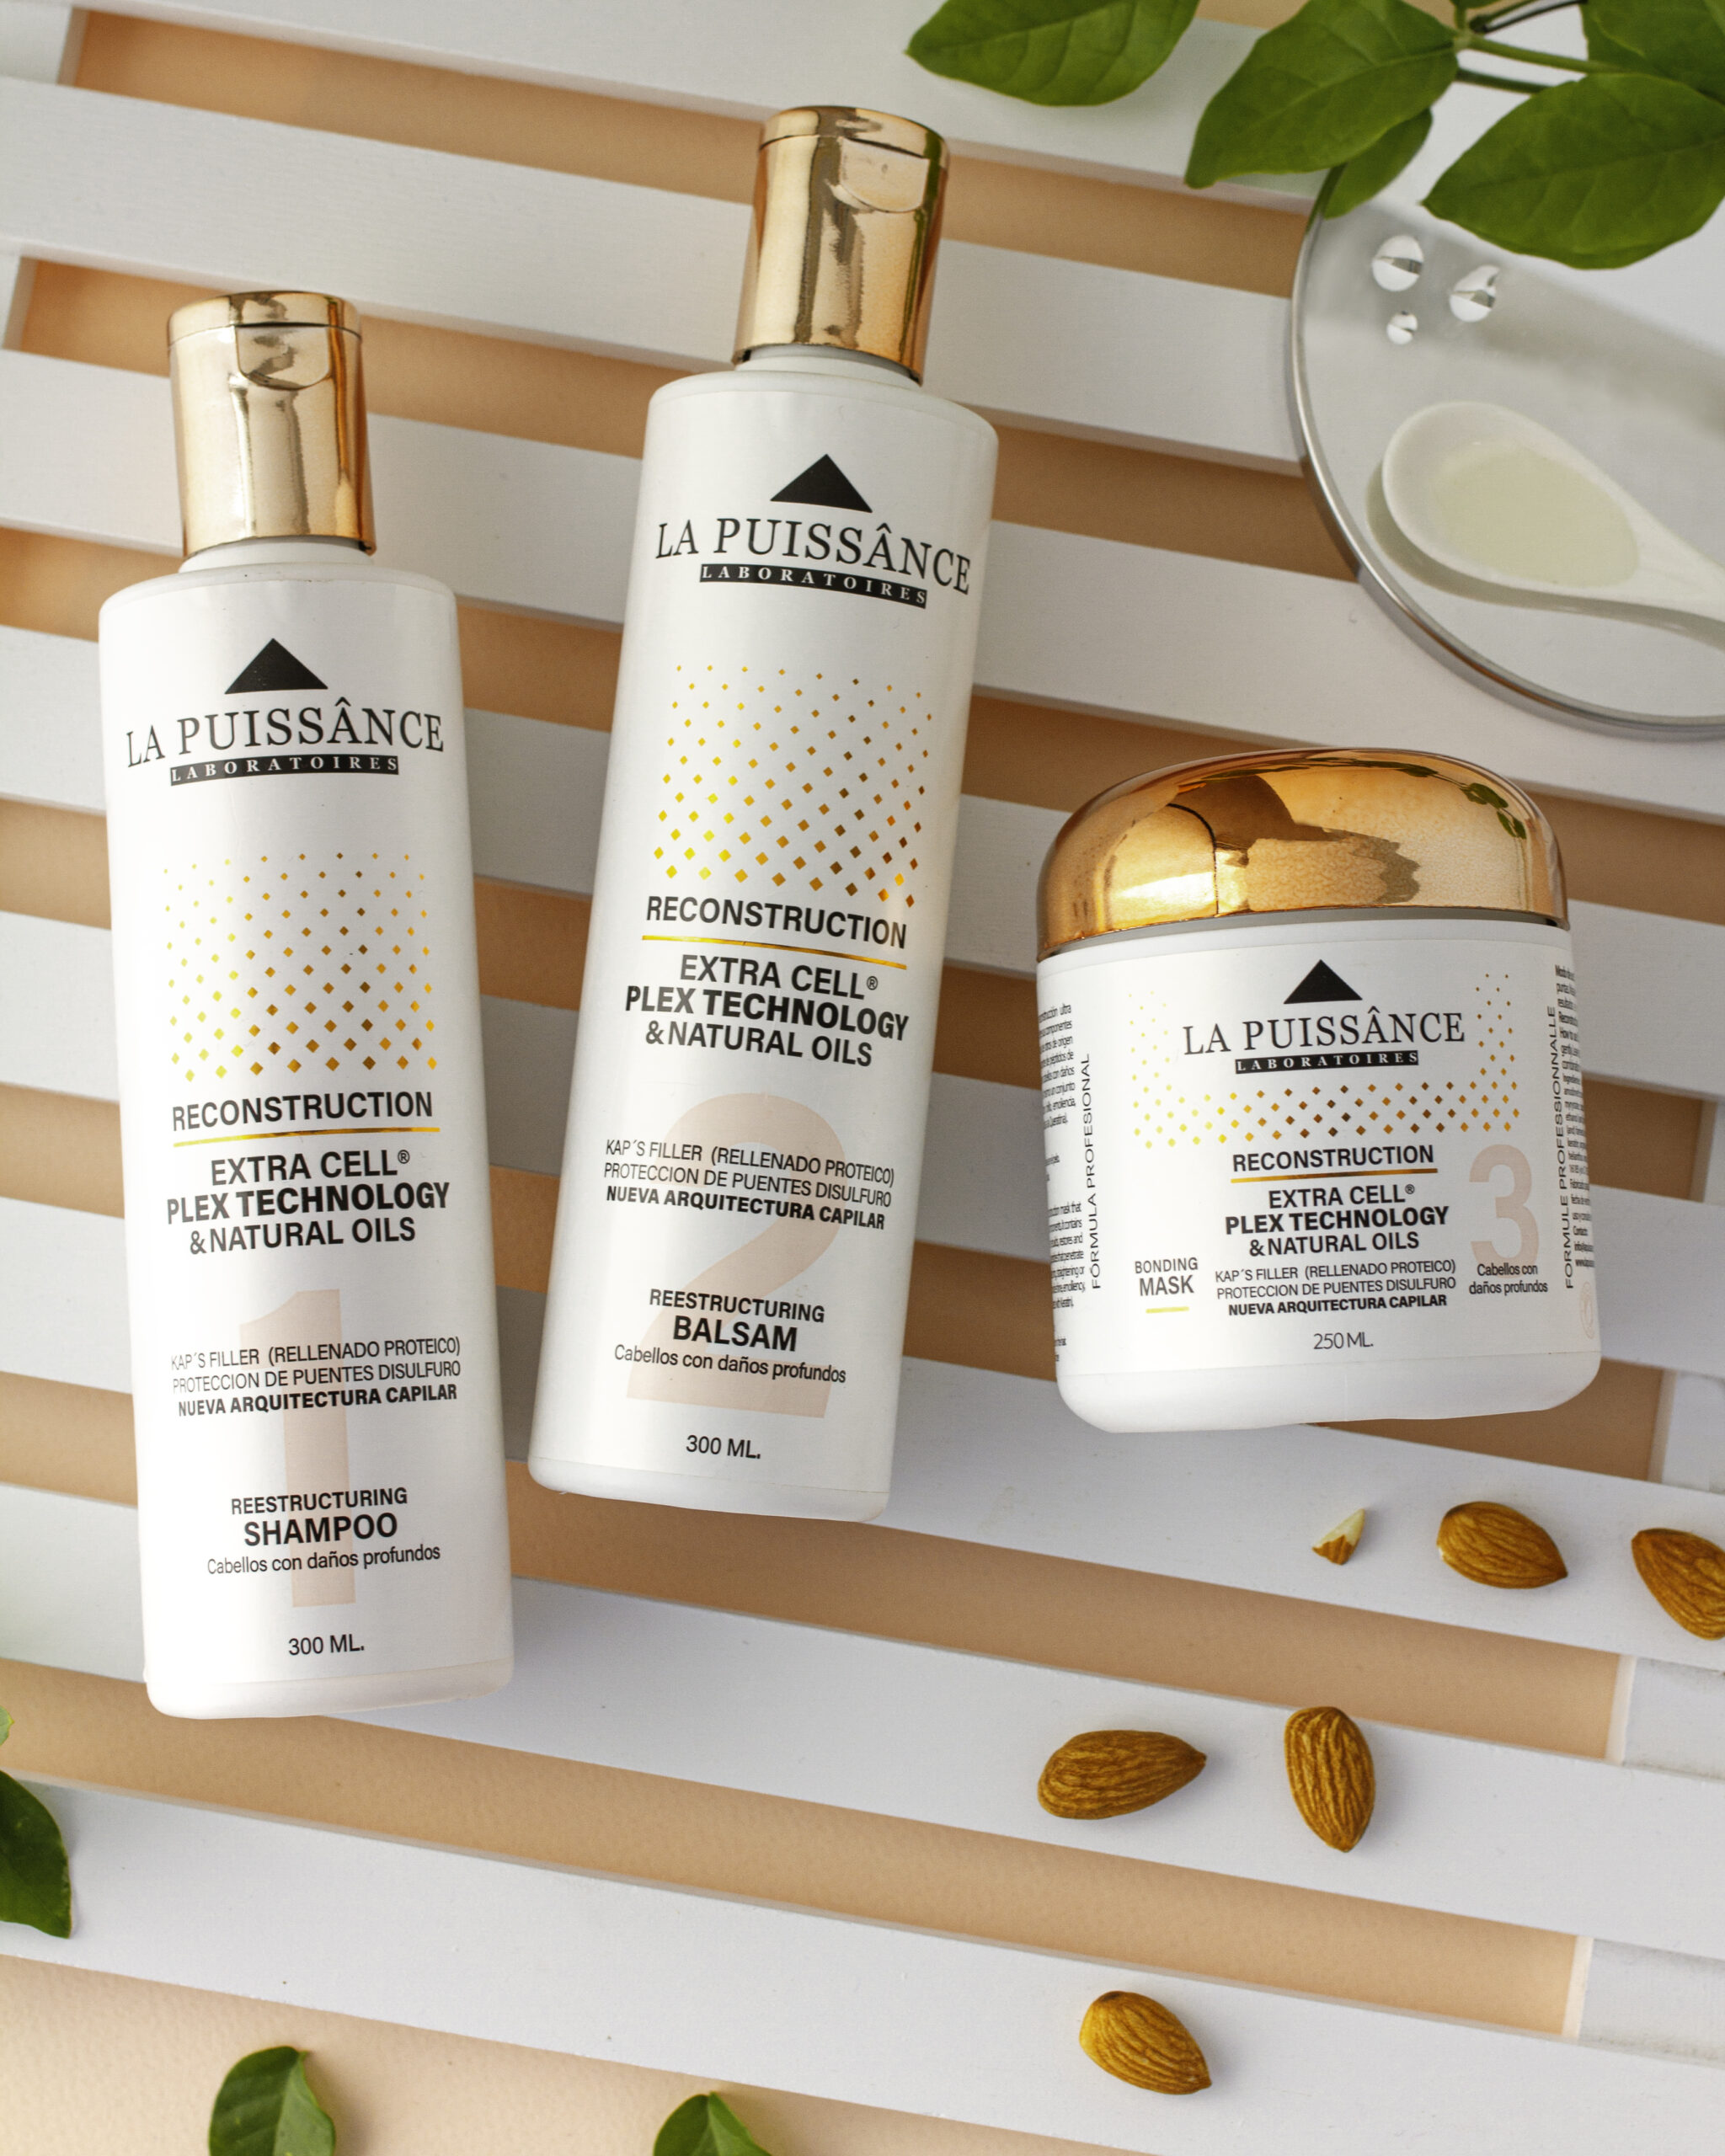 LA PUISSÂNCE
LABORATOIRES
RECONSTRUCTION
EXTRA CELL®
PLEX TECHNOLOGY
&NATURAL OILS
1
KAP´S FILLER (RELLENADO PROTEICO)
PROTECCION DE PUENTES DISULFURO
NUEVA ARQUITECTURA CAPILAR
REESTRUCTURING
SHAMPOO
Cabellos con daños profundos
300 ML.
LA PUISSÂNCE
LABORATOIRES
RECONSTRUCTION
EXTRA CELL®
PLEX TECHNOLOGY
&NATURAL OILS
2
KAP´S FILLER (RELLENADO PROTEICO)
PROTECCION DE PUENTES DISULFURO
NUEVA ARQUITECTURA CAPILAR
REESTRUCTURING
BALSAM
Cabellos con daños profundos
300 ML.
FÓRMULA PROFESIONAL
LA PUISSÂNCE
LABORATOIRES
RECONSTRUCTION
EXTRA CELL®
PLEX TECHNOLOGY
&NATURAL OILS
BONDING
MASK
KAP´S FILLER (RELLENADO PROTEICO)
PROTECCION DE PUENTES DISULFURO
NUEVA ARQUITECTURA CAPILAR
250 ML.
3
Cabellos con
daños profundos
FORMULE PROFESSIONNALLE